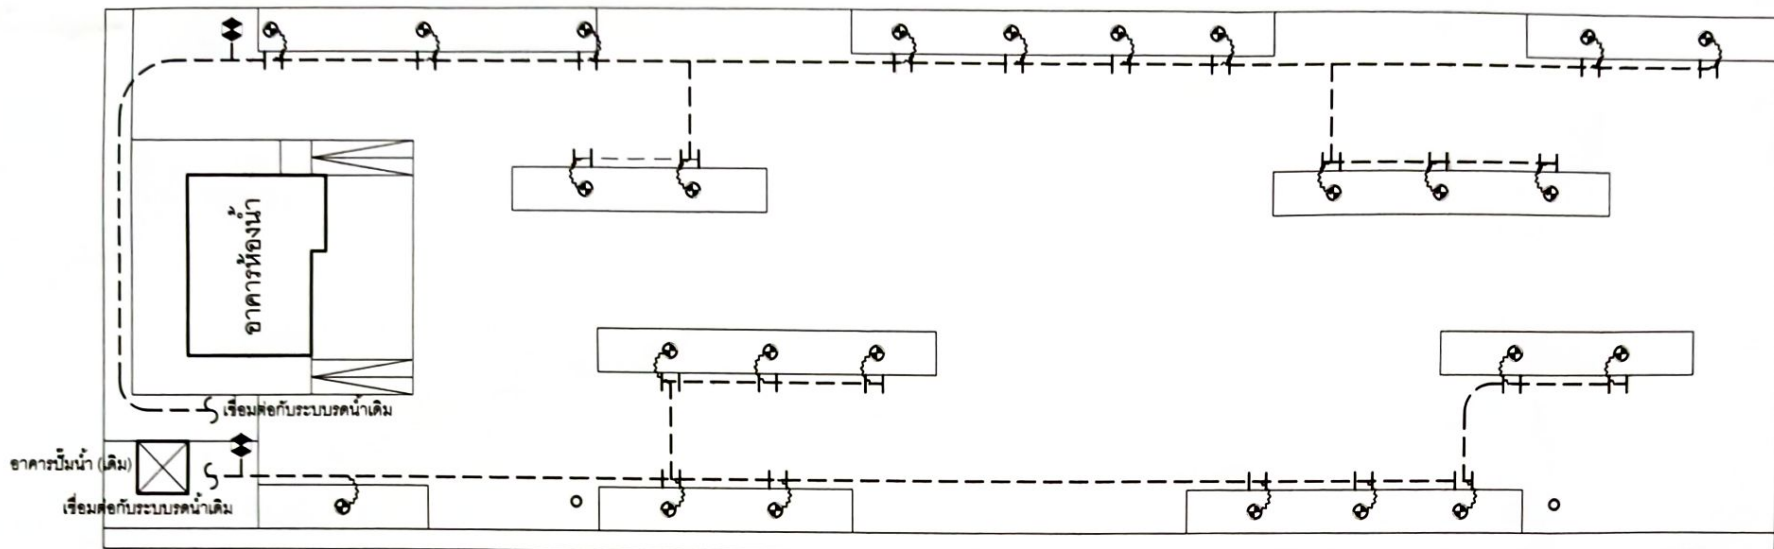 อาคารห้องน้ำ
เชื่อมต่อกับระบบรดน้ำเดิม
อาคารปั๊มน้ำ (เดิม)
เชื่อมต่อกับระบบรดน้ำเดิม